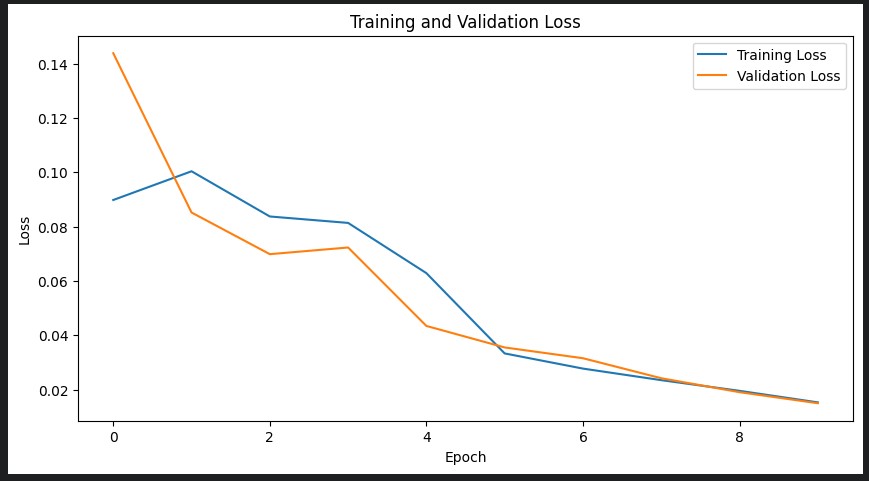 Training and Validation Loss
Training Loss
Validation Loss
0.14
0.12
0.10
0.08
0.06
0.04
0.02
Loss
0 2 4 6 8
Epoch